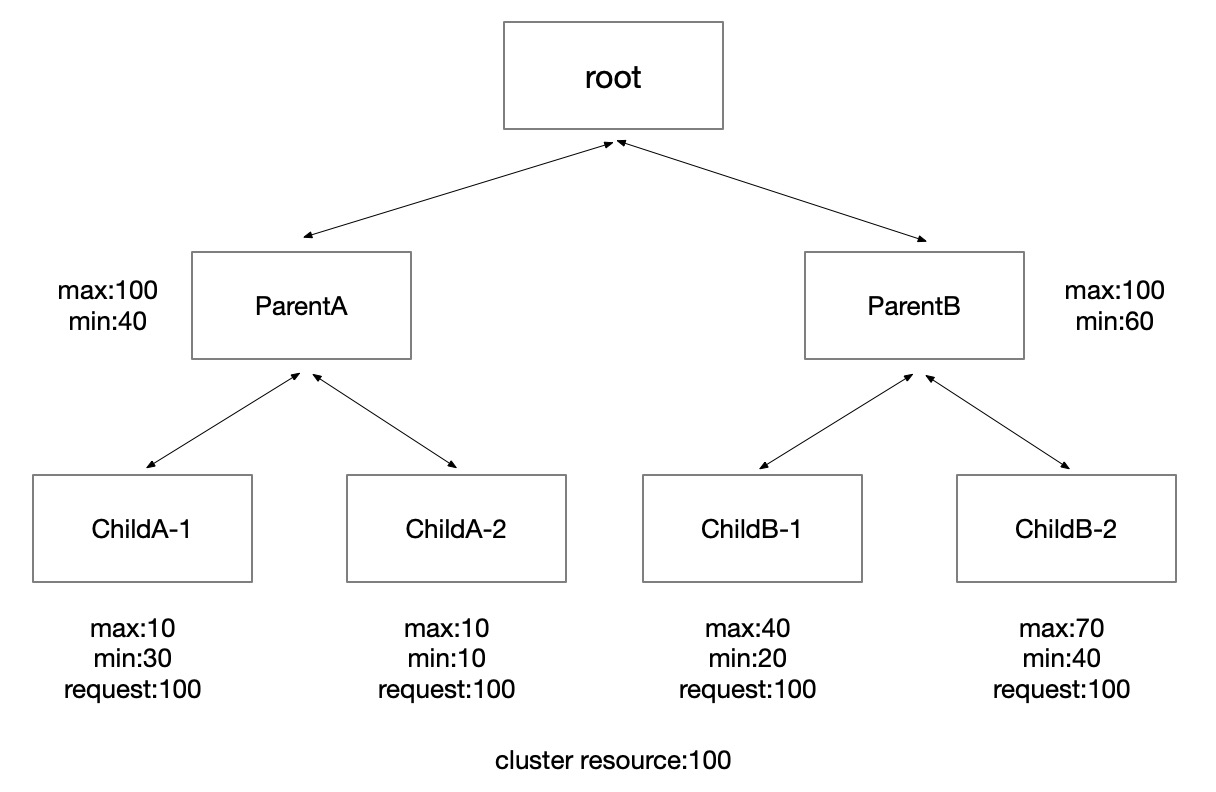 root
max:100
min:40
ParentA
ParentB
max:100
min:60
ChildA-1
ChildA-2
ChildB-1
ChildB-2
max:10
min:30
request:100
max:10
min:10
request:100
max:40
min:20
request:100
max:70
min:40
request:100
cluster resource:100